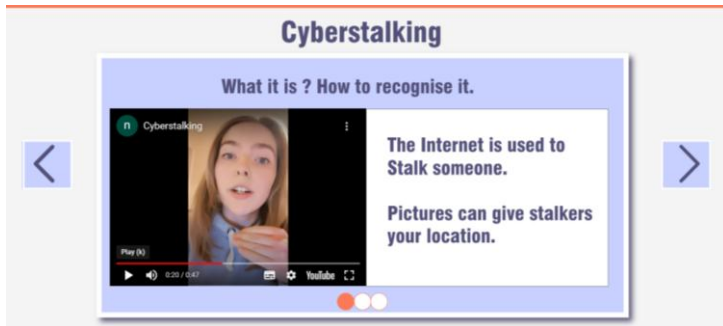 Cyberstalking
What it is ? How to recognise it.
n Cyberstalking
The Internet is used to
Stalk someone.
Pictures can give stalkers
your location.
Play (k)
0:20 / 0:47 YouTube